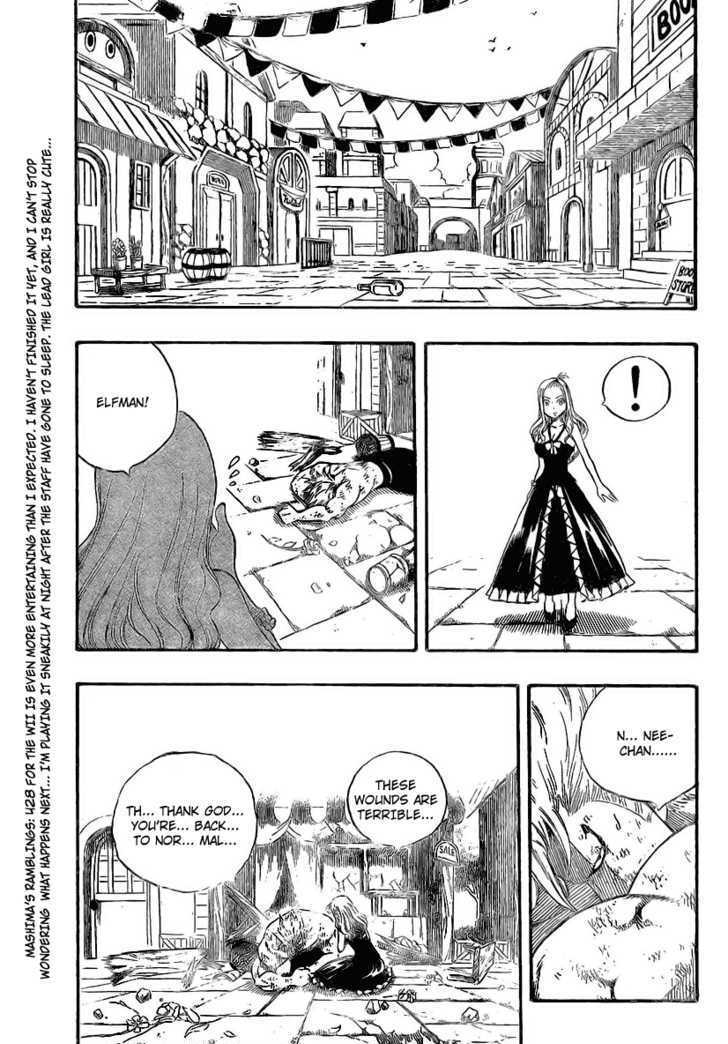 BOO
BOOK
STORE
!
ELFMAN!
N... NEE-
CHAN......
THESE
WOUNDS ARE
TERRIBLE...
TH... THANK GOD...
YOU'RE... BACK...
TO NOR... MAL...
SALE
MASHIMA'S RAMBLINGS: 428 FOR THE WII IS EVEN MORE ENTERTAINING THAN I EXPECTED. I HAVEN'T FINISHED IT YET, AND I CAN'T STOP
WONDERING WHAT HAPPENS NEXT... I'M PLAYING IT SNEAKILY AT NIGHT AFTER THE STAFF HAVE GONE TO SLEEP. THE LEAD GIRL IS REALLY CUTE...